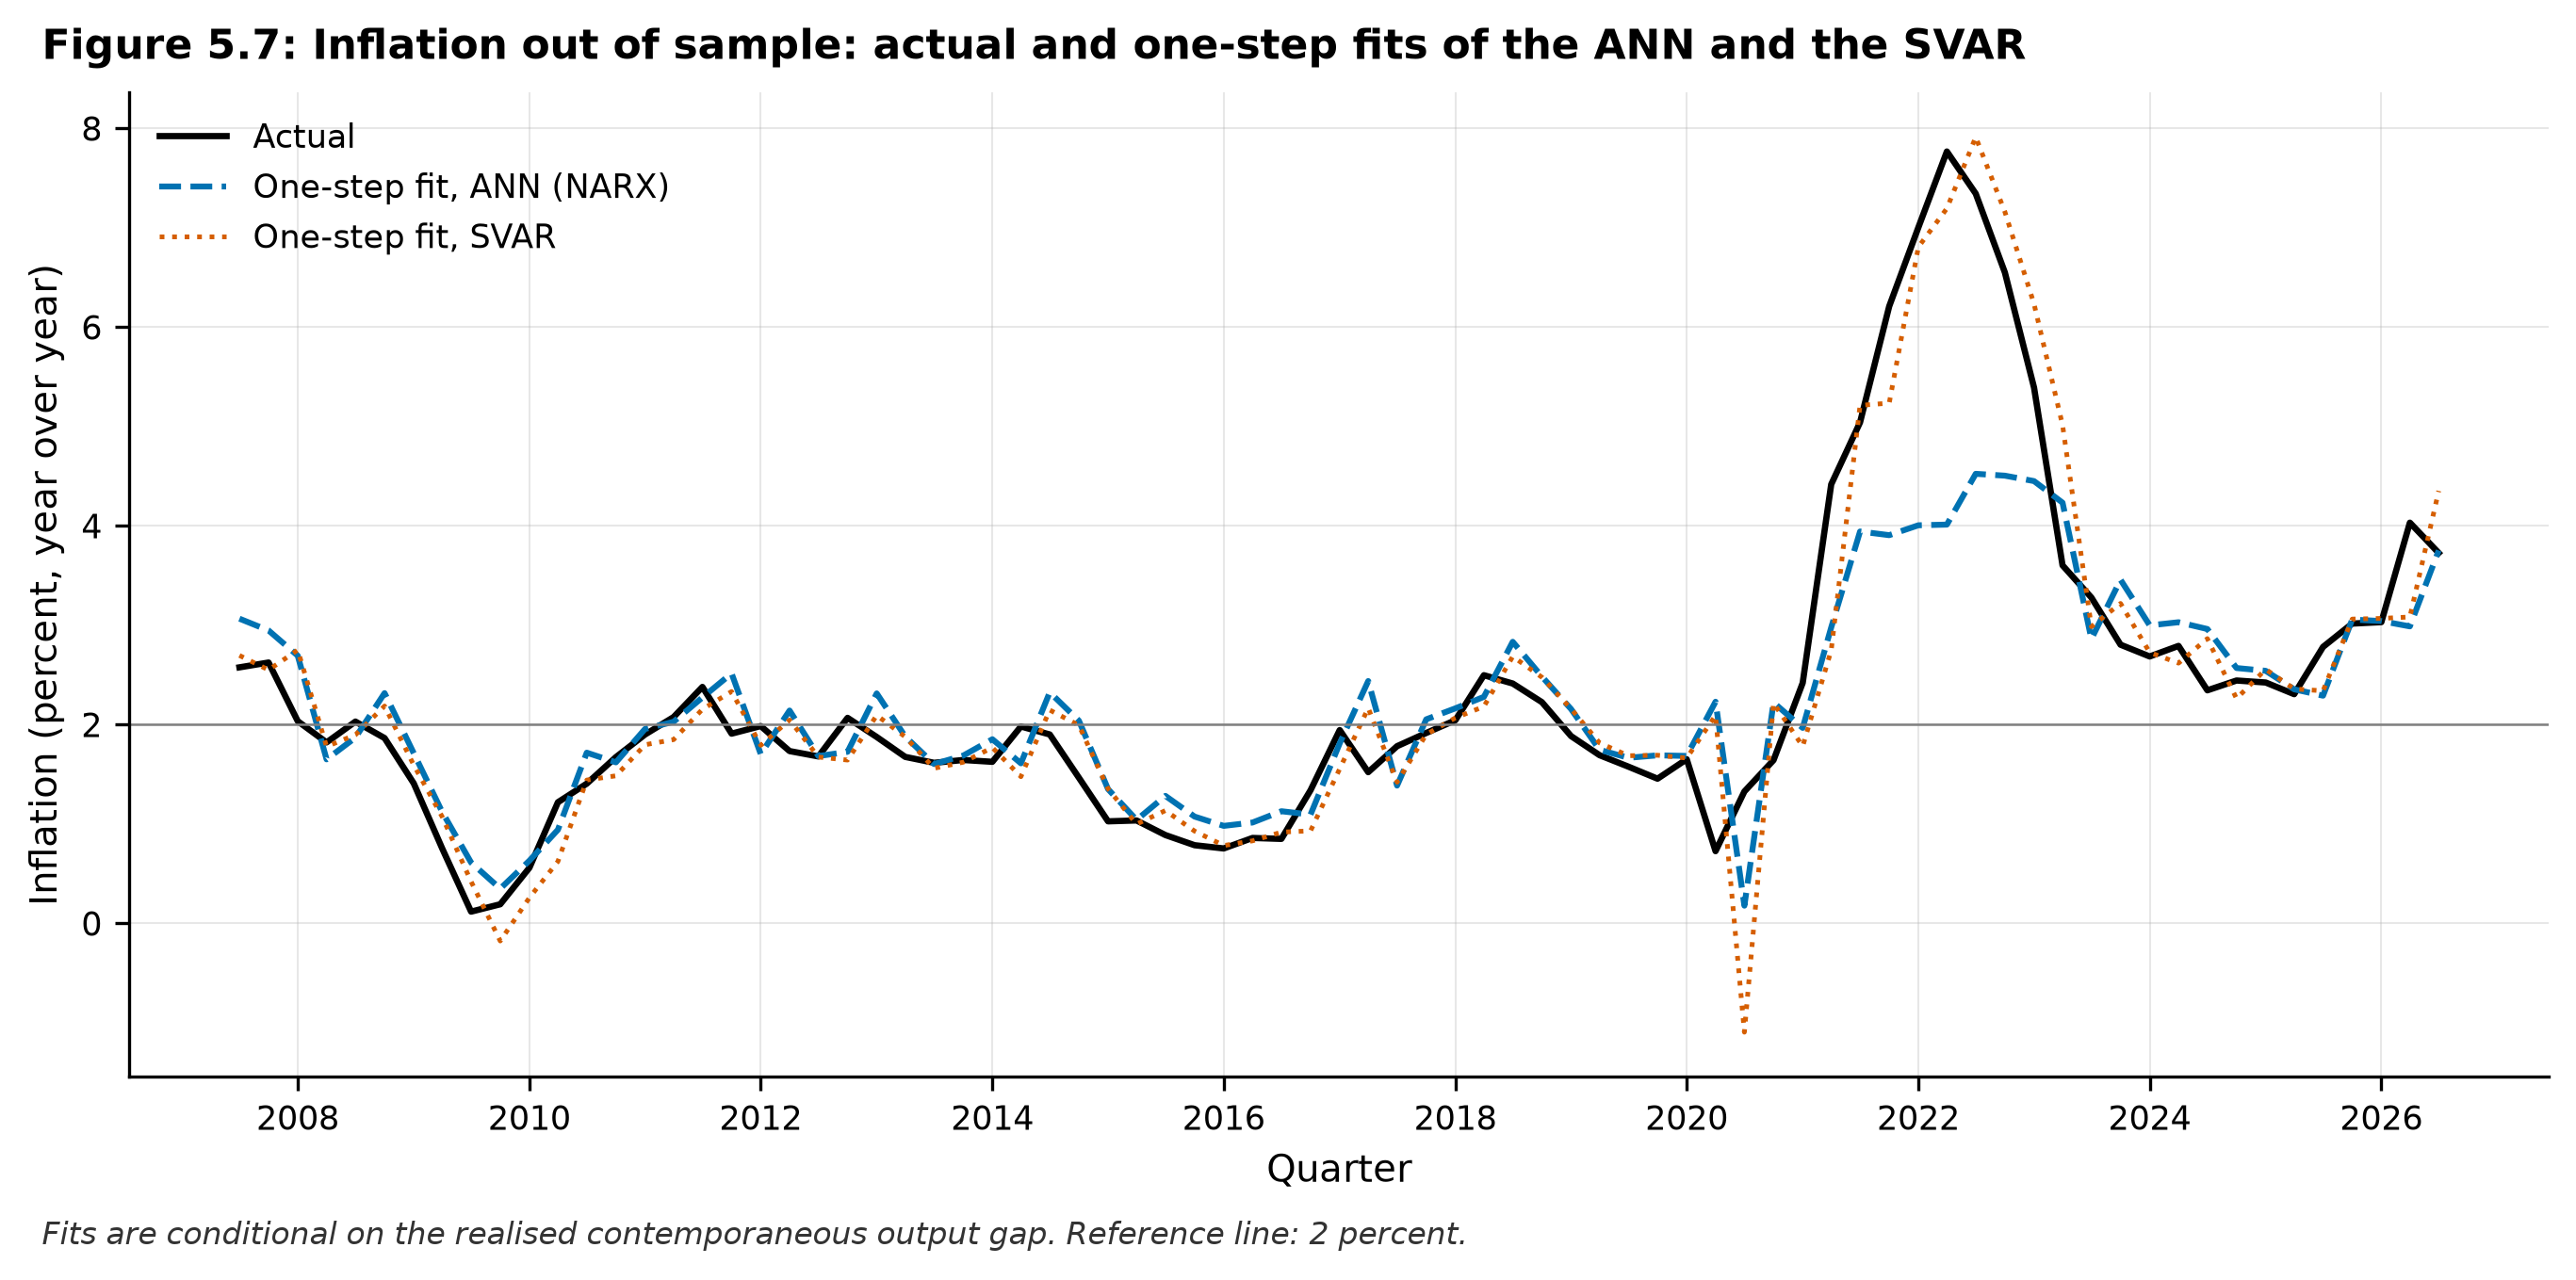 Figure 5.7: Inflation out of sample: actual and one-step fits of the ANN and the SVAR
Inflation (percent, year over year)
8
6
4
2
0
Actual
One-step fit, ANN (NARX)
One-step fit, SVAR
2008 2010 2012 2014 2016 2018 2020 2022 2024 2026
Quarter
Fits are conditional on the realised contemporaneous output gap. Reference line: 2 percent.